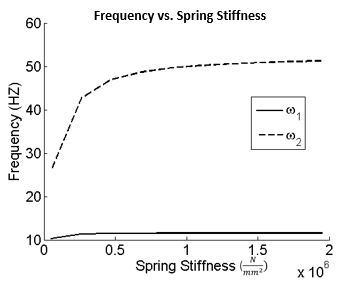 Frequency vs. Spring Stiffness
60
50
40
30
20
10
Frequency (HZ)
ω1
ω2
0 0.5 1 1.5 2
Spring Stiffness (N/mm²)
x 10^6